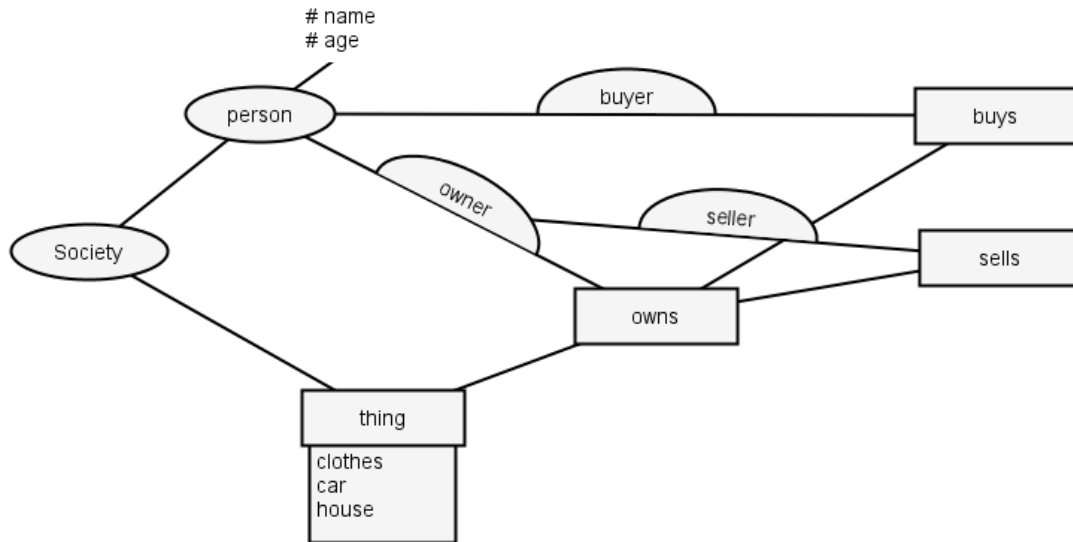 # name
# age
person
buyer
buys
owner
seller
Society
sells
owns
thing
clothes
car
house